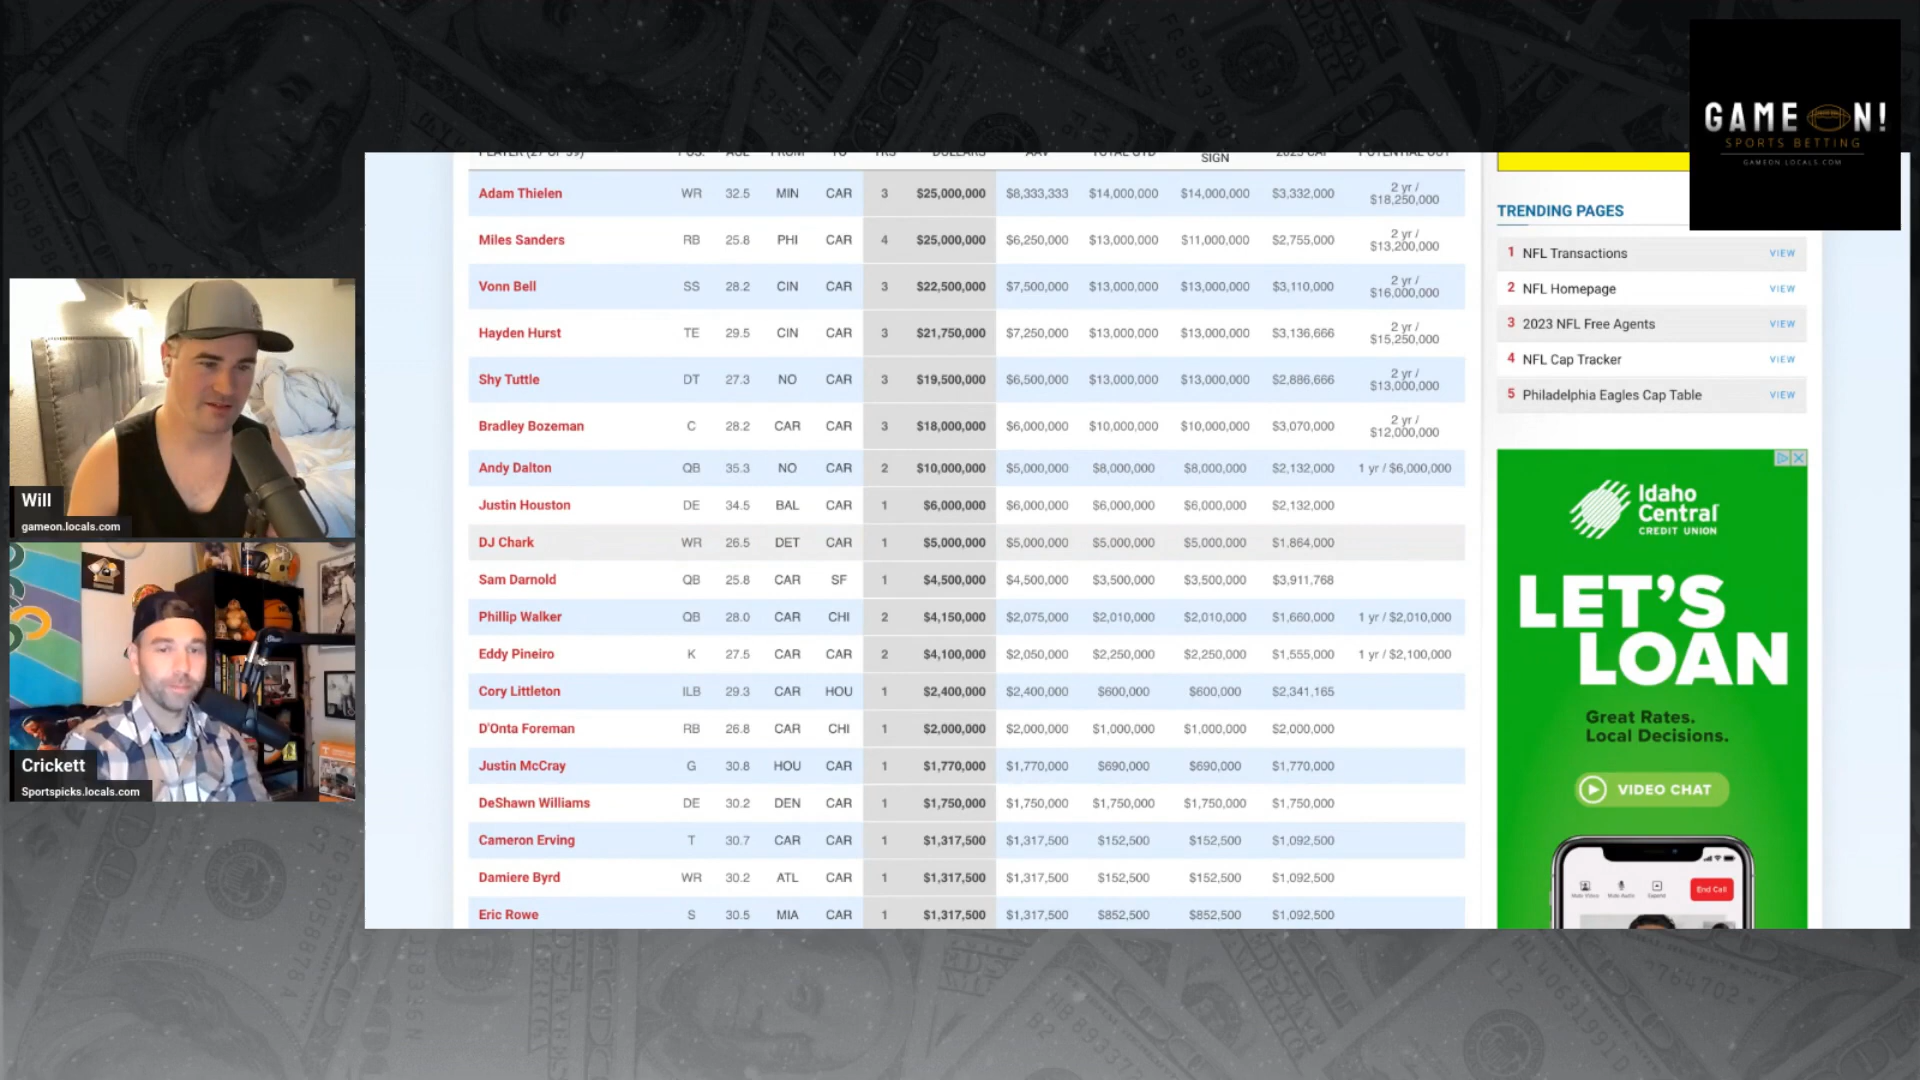 GAME ON!
SPORTS BETTING
GAMEON.LOCALS.COM
PLAYER (27 OF 39) POS. AGE FROM TO YRS DOLLARS AAV TOTAL GTD SIGN 2023 CAP POTENTIAL OUT
Adam Thielen WR 32.5 MIN CAR 3 $25,000,000 $8,333,333 $14,000,000 $14,000,000 $3,332,000 2 yr / $18,250,000
Miles Sanders RB 25.8 PHI CAR 4 $25,000,000 $6,250,000 $13,000,000 $11,000,000 $2,755,000 2 yr / $13,200,000
Vonn Bell SS 28.2 CIN CAR 3 $22,500,000 $7,500,000 $13,000,000 $13,000,000 $3,110,000 2 yr / $16,000,000
Hayden Hurst TE 29.5 CIN CAR 3 $21,750,000 $7,250,000 $13,000,000 $13,000,000 $3,136,666 2 yr / $15,250,000
Shy Tuttle DT 27.3 NO CAR 3 $19,500,000 $6,500,000 $13,000,000 $13,000,000 $2,886,666 2 yr / $13,000,000
Bradley Bozeman C 28.2 CAR CAR 3 $18,000,000 $6,000,000 $10,000,000 $10,000,000 $3,070,000 2 yr / $12,000,000
Andy Dalton QB 35.3 NO CAR 2 $10,000,000 $5,000,000 $8,000,000 $8,000,000 $2,132,000 1 yr / $6,000,000
Justin Houston DE 34.5 BAL CAR 1 $6,000,000 $6,000,000 $6,000,000 $6,000,000 $2,132,000
DJ Chark WR 26.5 DET CAR 1 $5,000,000 $5,000,000 $5,000,000 $5,000,000 $1,864,000
Sam Darnold QB 25.8 CAR SF 1 $4,500,000 $4,500,000 $3,500,000 $3,500,000 $3,911,768
Phillip Walker QB 28.0 CAR CHI 2 $4,150,000 $2,075,000 $2,010,000 $2,010,000 $1,660,000 1 yr / $2,010,000
Eddy Pineiro K 27.5 CAR CAR 2 $4,100,000 $2,050,000 $2,250,000 $2,250,000 $1,555,000 1 yr / $2,100,000
Cory Littleton ILB 29.3 CAR HOU 1 $2,400,000 $2,400,000 $600,000 $600,000 $2,341,165
D'Onta Foreman RB 26.8 CAR CHI 1 $2,000,000 $2,000,000 $1,000,000 $1,000,000 $2,000,000
Justin McCray G 30.8 HOU CAR 1 $1,770,000 $1,770,000 $690,000 $690,000 $1,770,000
DeShawn Williams DE 30.2 DEN CAR 1 $1,750,000 $1,750,000 $1,750,000 $1,750,000 $1,750,000
Cameron Erving T 30.7 CAR CAR 1 $1,317,500 $1,317,500 $152,500 $152,500 $1,092,500
Damiere Byrd WR 30.2 ATL CAR 1 $1,317,500 $1,317,500 $152,500 $152,500 $1,092,500
Eric Rowe S 30.5 MIA CAR 1 $1,317,500 $1,317,500 $852,500 $852,500 $1,092,500
TRENDING PAGES
1 NFL Transactions VIEW
2 NFL Homepage VIEW
3 2023 NFL Free Agents VIEW
4 NFL Cap Tracker VIEW
5 Philadelphia Eagles Cap Table VIEW
Idaho
Central
CREDIT UNION
LET'S
LOAN
Great Rates.
Local Decisions.
VIDEO CHAT
End Call
Will
gameon.locals.com
Crickett
Sportspicks.locals.com